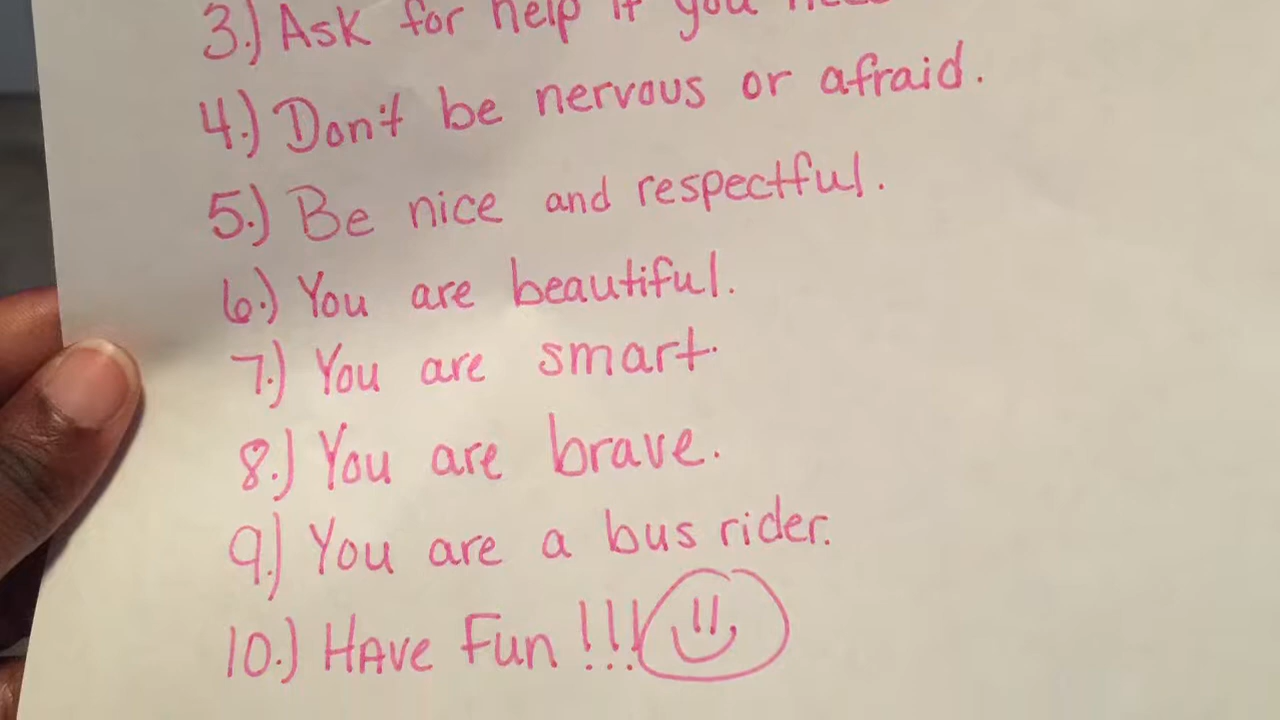 3.) Ask for help if you need
4.) Don't be nervous or afraid.
5.) Be nice and respectful.
6.) You are beautiful.
7.) You are smart.
8.) You are brave.
9.) You are a bus rider.
10.) Have Fun !!!